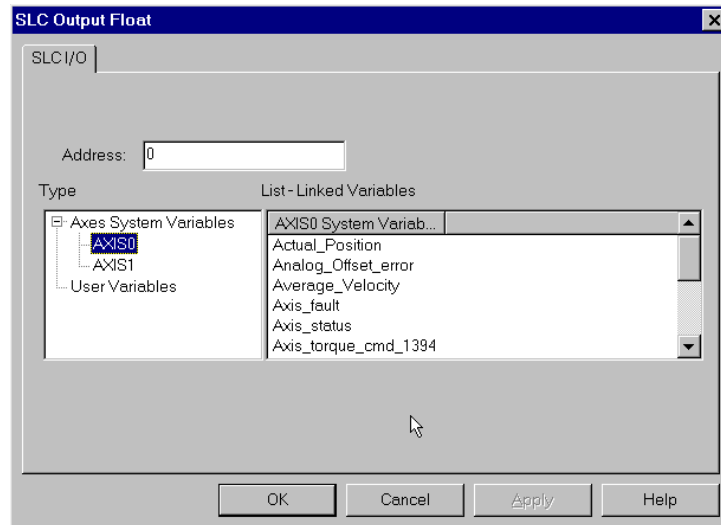 SLC Output Float
SLC I/O
Address: 0
Type
List - Linked Variables
Axes System Variables
AXIS0
AXIS1
User Variables
AXIS0 System Variab...
Actual_Position
Analog_Offset_error
Average_Velocity
Axis_fault
Axis_status
Axis_torque_cmd_1394
OK Cancel Apply Help